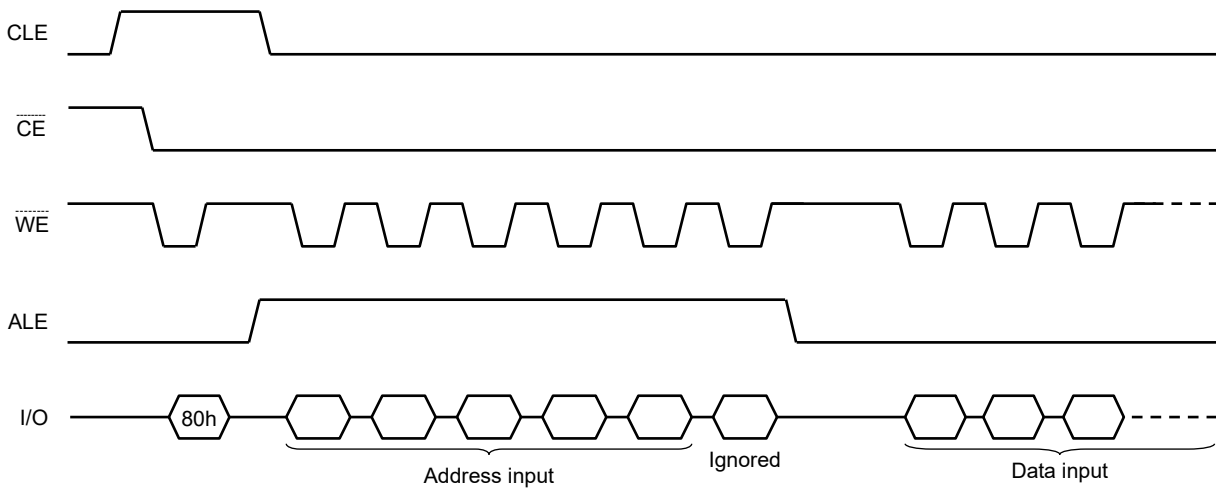 CLE
CE
WE
ALE
I/O
80h
Address input
Ignored
Data input